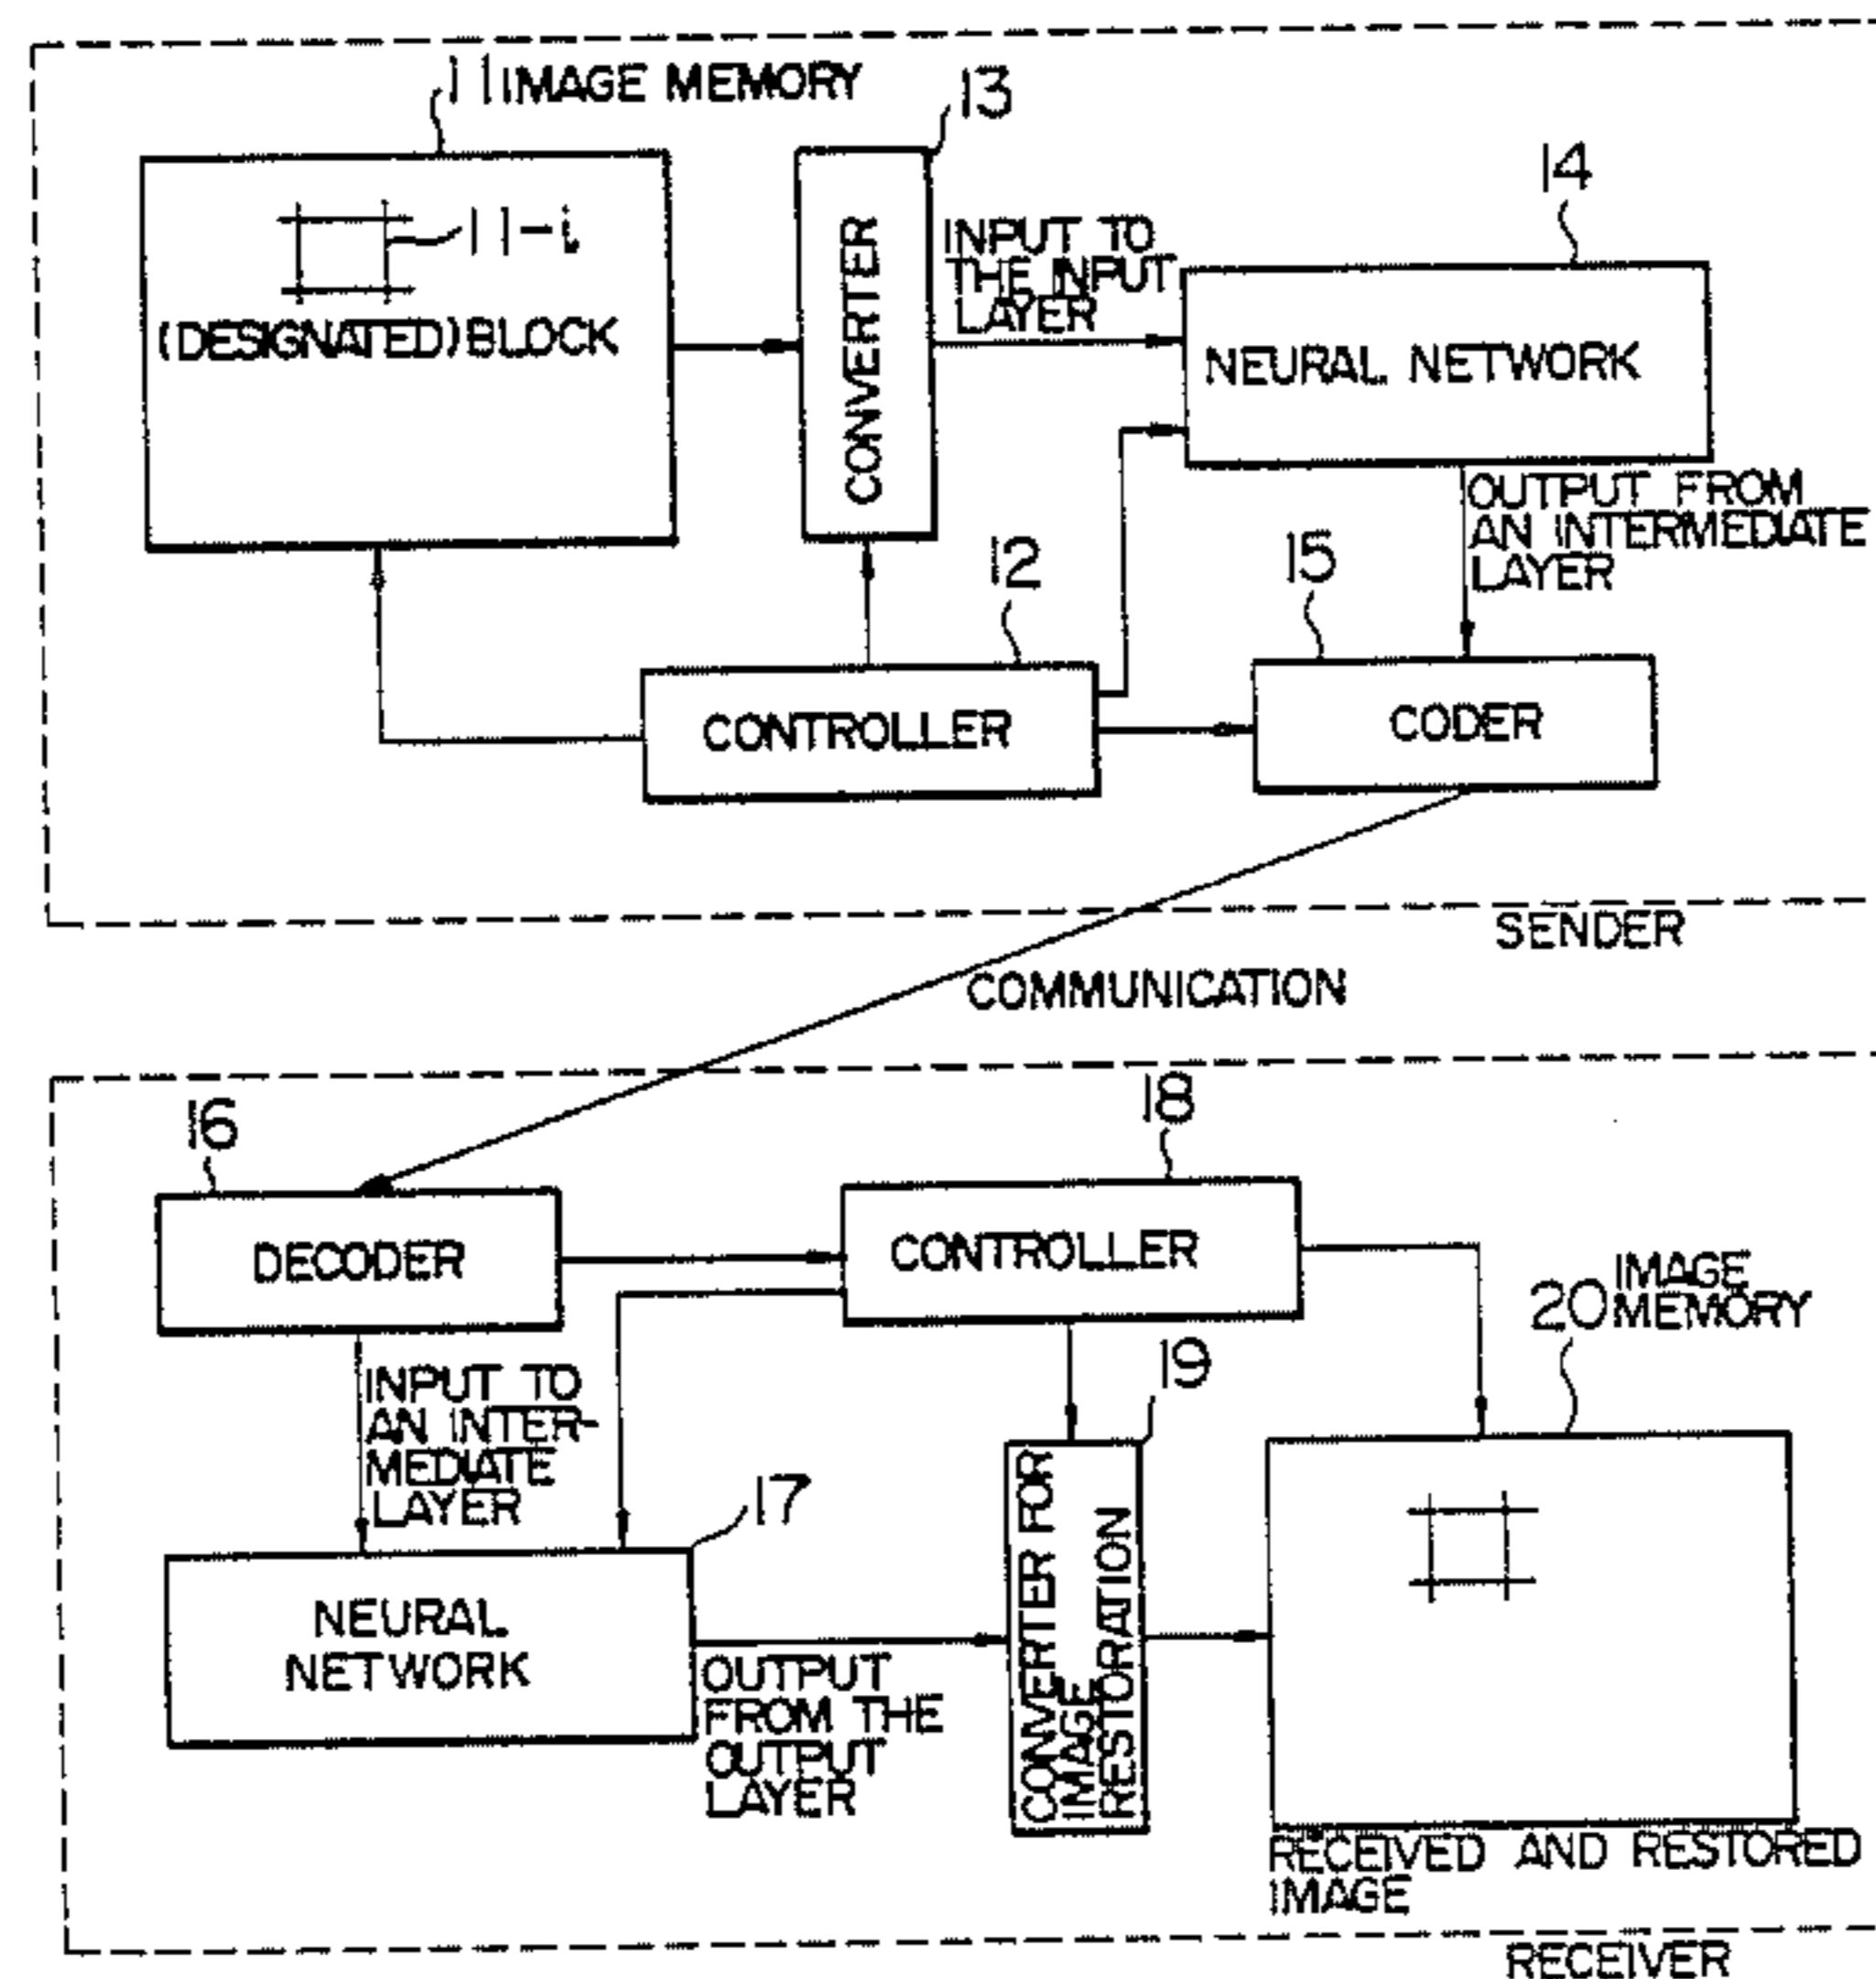 11 IMAGE MEMORY
13
14
11-i
(DESIGNATED) BLOCK
CONVERTER
INPUT TO
THE INPUT
LAYER
NEURAL NETWORK
OUTPUT FROM
AN INTERMEDIATE
LAYER
12
15
CONTROLLER
CODER
SENDER
COMMUNICATION
16
18
DECODER
CONTROLLER
20 IMAGE
MEMORY
INPUT TO
AN INTER-
MEDIATE
LAYER
19
17
NEURAL
NETWORK
OUTPUT
FROM THE
OUTPUT
LAYER
CONVERTER FOR
IMAGE
RESTORATION
RECEIVED AND RESTORED
IMAGE
RECEIVER